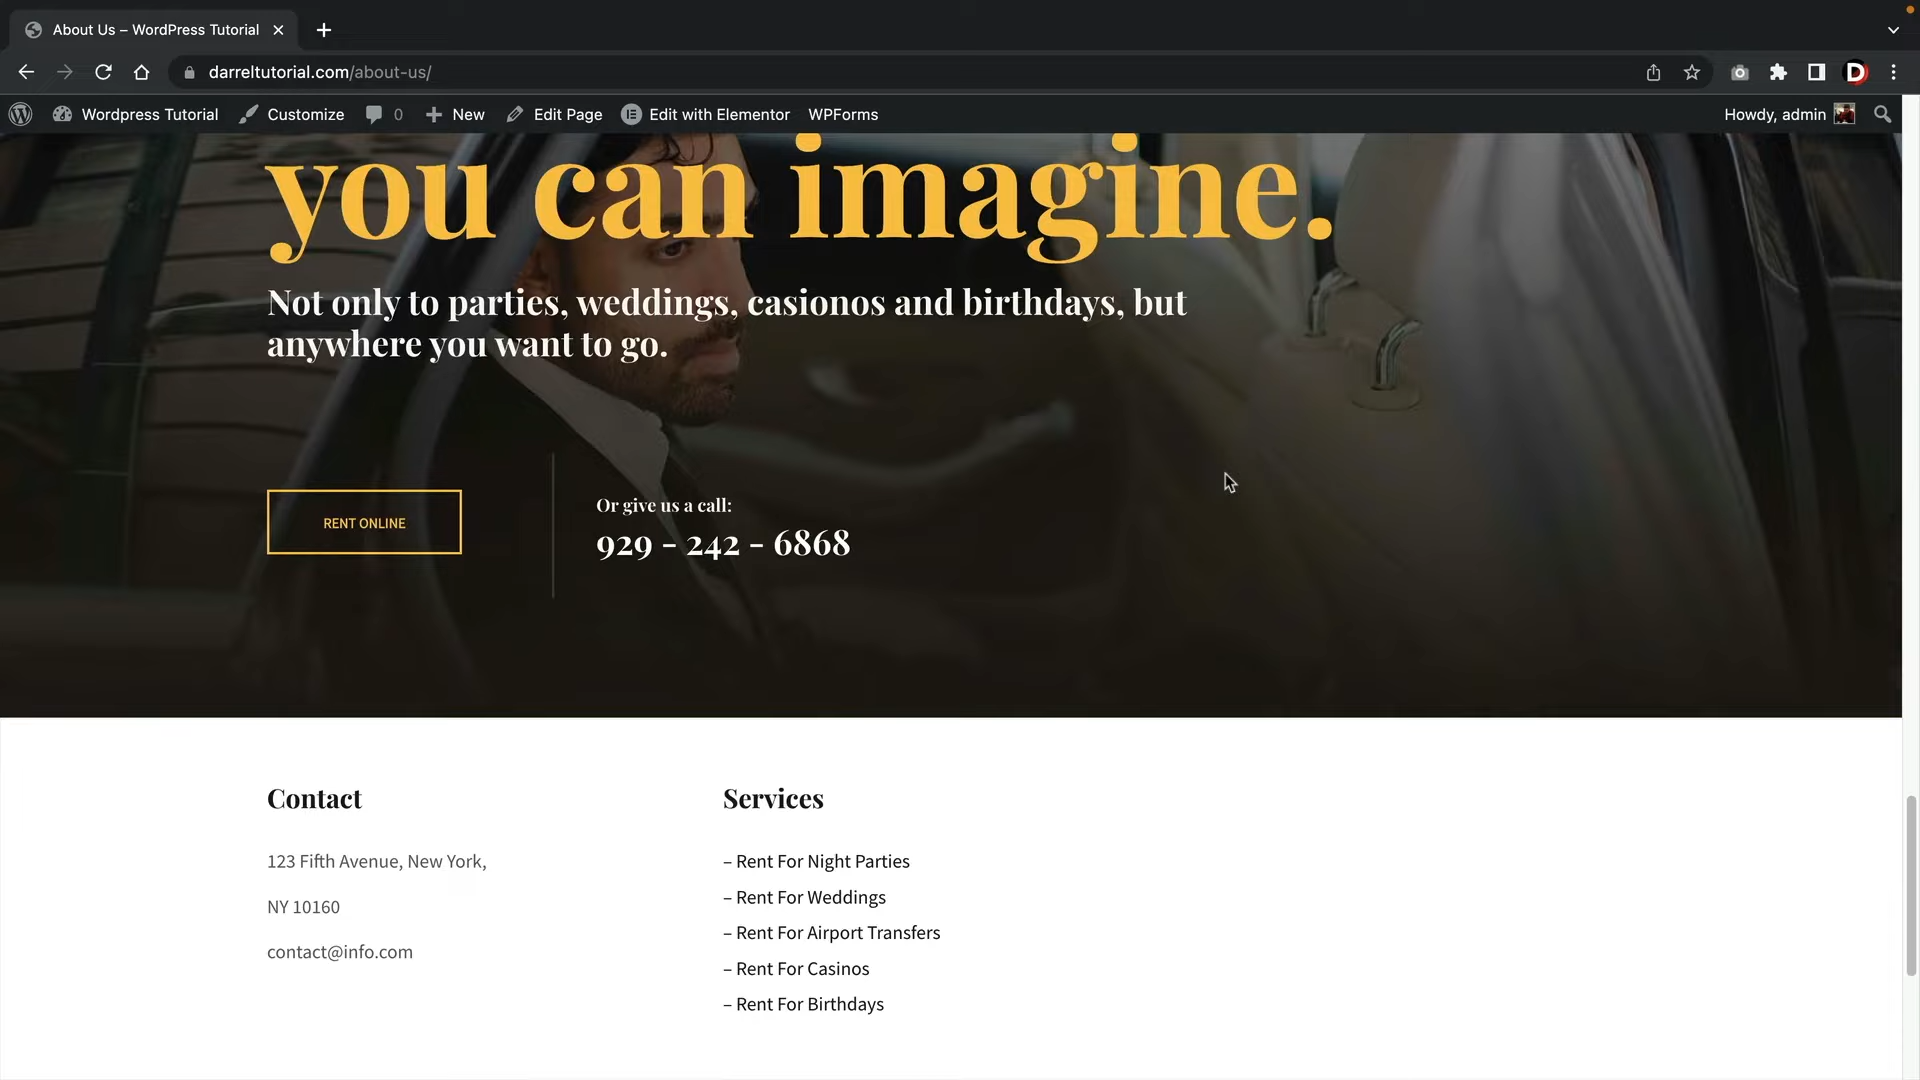 About Us – WordPress Tutorial
darreltutorial.com/about-us/
Wordpress Tutorial Customize 0 New Edit Page Edit with Elementor WPForms Howdy, admin
you can imagine.
Not only to parties, weddings, casionos and birthdays, but
anywhere you want to go.
RENT ONLINE
Or give us a call:
929 - 242 - 6868
Contact
123 Fifth Avenue, New York,
NY 10160
contact@info.com
Services
– Rent For Night Parties
– Rent For Weddings
– Rent For Airport Transfers
– Rent For Casinos
– Rent For Birthdays